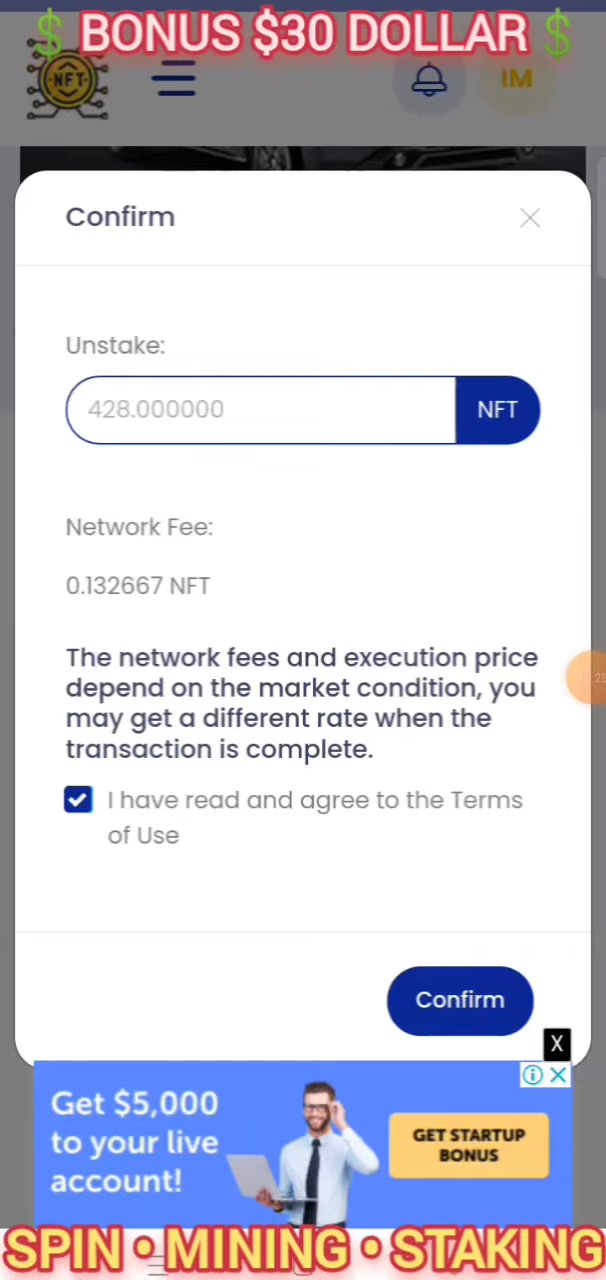 $ BONUS $30 DOLLAR $
NFT
IM
Confirm
Unstake:
428.000000 NFT
Network Fee:
0.132667 NFT
The network fees and execution price
depend on the market condition, you
may get a different rate when the
transaction is complete.
I have read and agree to the Terms
of Use
Confirm
X
Get $5,000
to your live
account!
GET STARTUP
BONUS
SPIN • MINING • STAKING